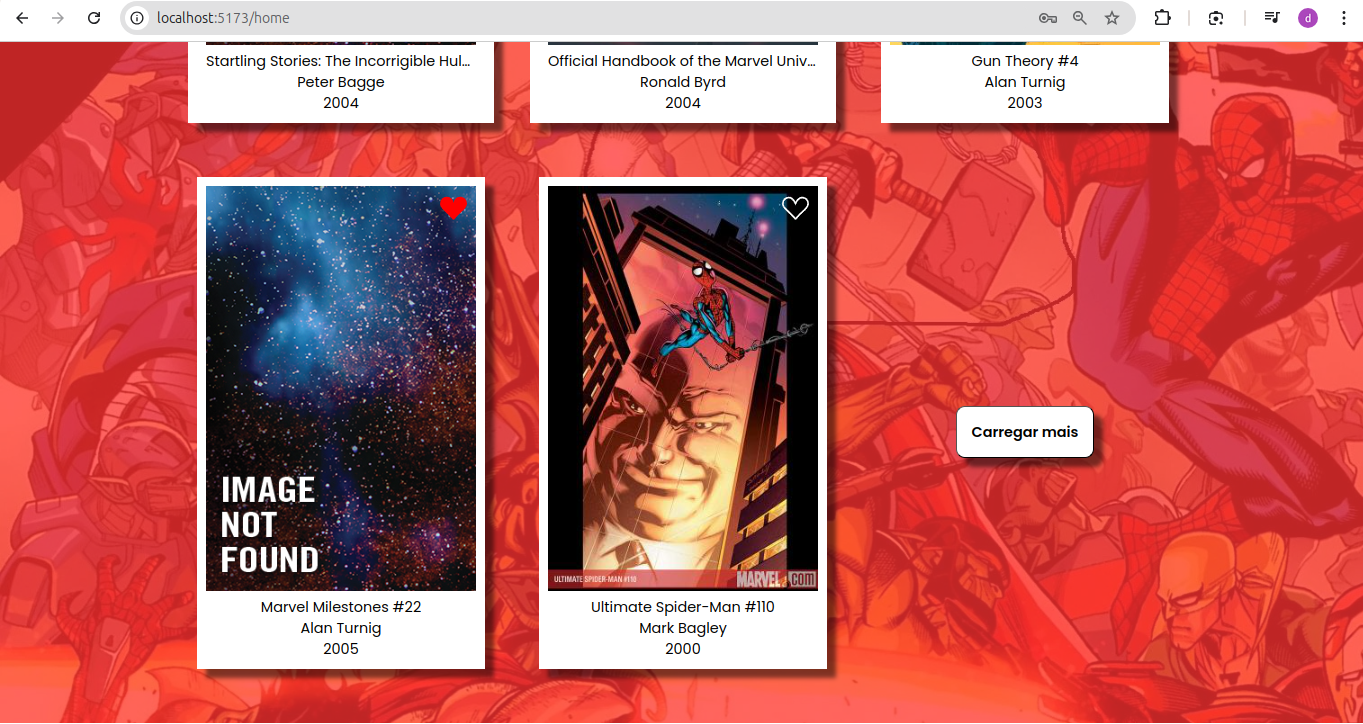 localhost:5173/home
d
Startling Stories: The Incorrigible Hul...
Peter Bagge
2004
Official Handbook of the Marvel Univ...
Ronald Byrd
2004
Gun Theory #4
Alan Turnig
2003
IMAGE
NOT
FOUND
Marvel Milestones #22
Alan Turnig
2005
ULTIMATE SPIDER-MAN #110
MARVEL.com
Ultimate Spider-Man #110
Mark Bagley
2000
Carregar mais